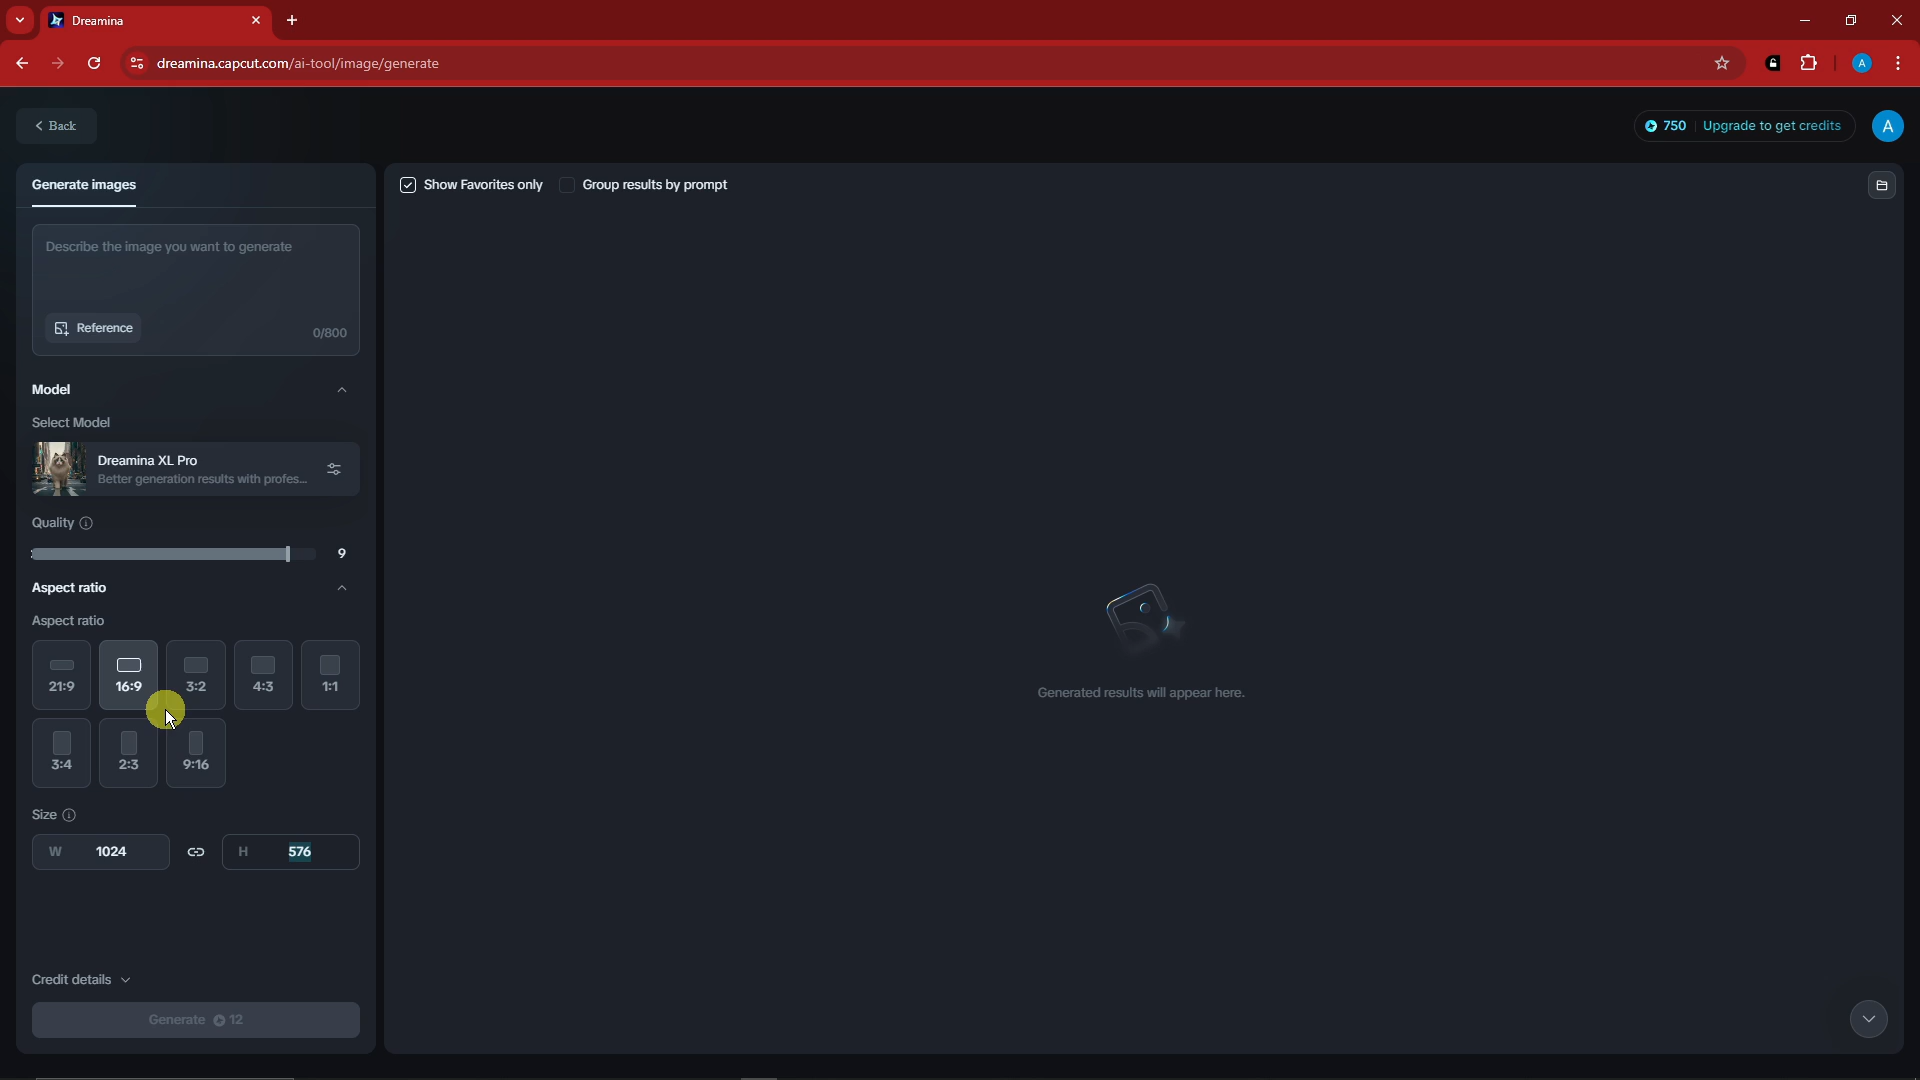 Dreamina
dreamina.capcut.com/ai-tool/image/generate
A
Back
750 Upgrade to get credits
A
Generate images
Show Favorites only
Group results by prompt
Describe the image you want to generate
Reference
0/800
Model
Select Model
Dreamina XL Pro
Better generation results with profes...
Quality
9
Aspect ratio
Aspect ratio
21:9 16:9 3:2 4:3 1:1
3:4 2:3 9:16
Generated results will appear here.
Size
W 1024 H 576
Credit details
Generate 12